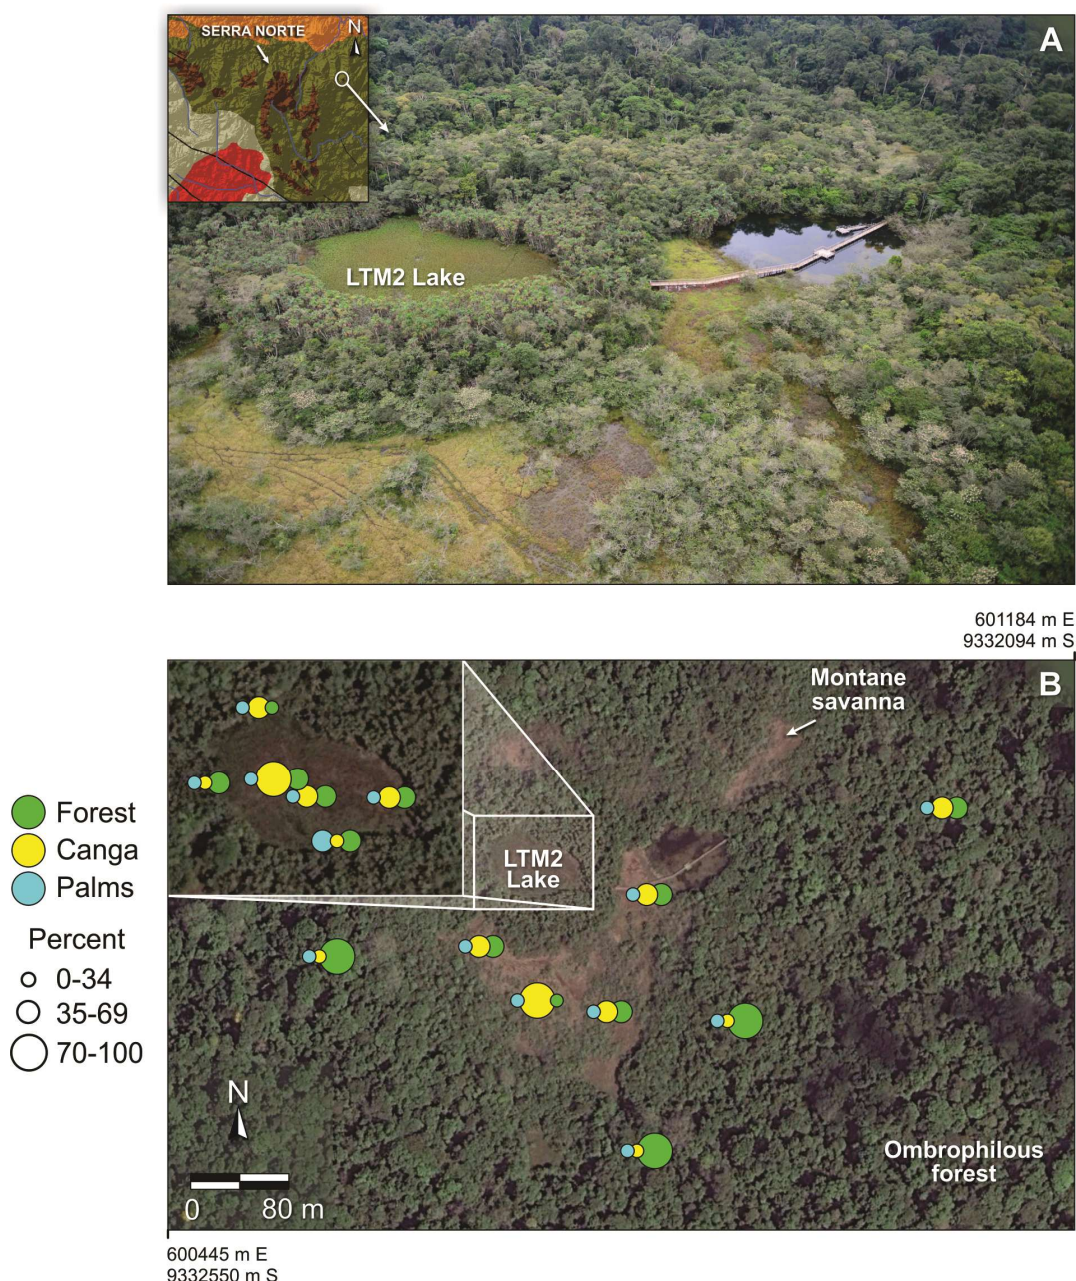 SERRA NORTE
N
A
LTM2 Lake
601184 m E
9332094 m S
B
Montane
savanna
LTM2
Lake
Forest
Canga
Palms
Percent
0-34
35-69
70-100
N
0 80 m
Ombrophilous
forest
600445 m E
9332550 m S